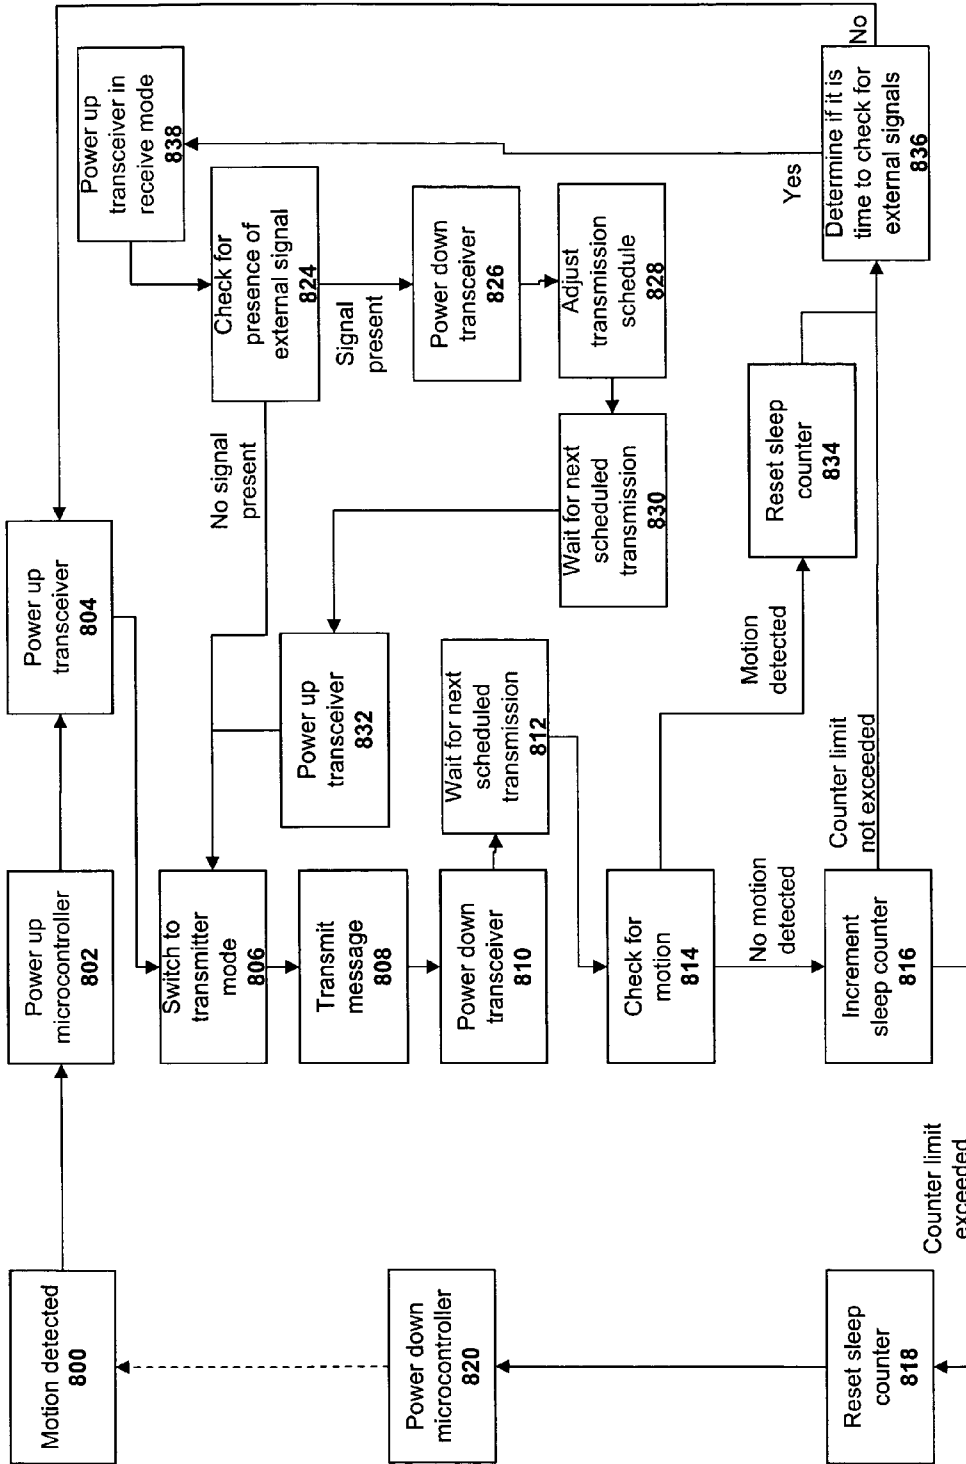 Motion detected
800
Power up
microcontroller
802
Power up
transceiver
804
Power up
transceiver in
receive mode
838
Switch to
transmitter
mode
806
No signal
present
Check for
presence of
external signal
824
Transmit
message
808
Power up
transceiver
832
Signal
present
Power down
microcontroller
820
Power down
transceiver
810
Wait for next
scheduled
transmission
812
Power down
transceiver
826
Wait for next
scheduled
transmission
830
Adjust
transmission
schedule
828
Check for
motion
814
Motion
detected
No motion
detected
Reset sleep
counter
834
Yes
No
Reset sleep
counter
818
Increment
sleep counter
816
Counter limit
not exceeded
Determine if it is
time to check for
external signals
836
Counter limit
exceeded